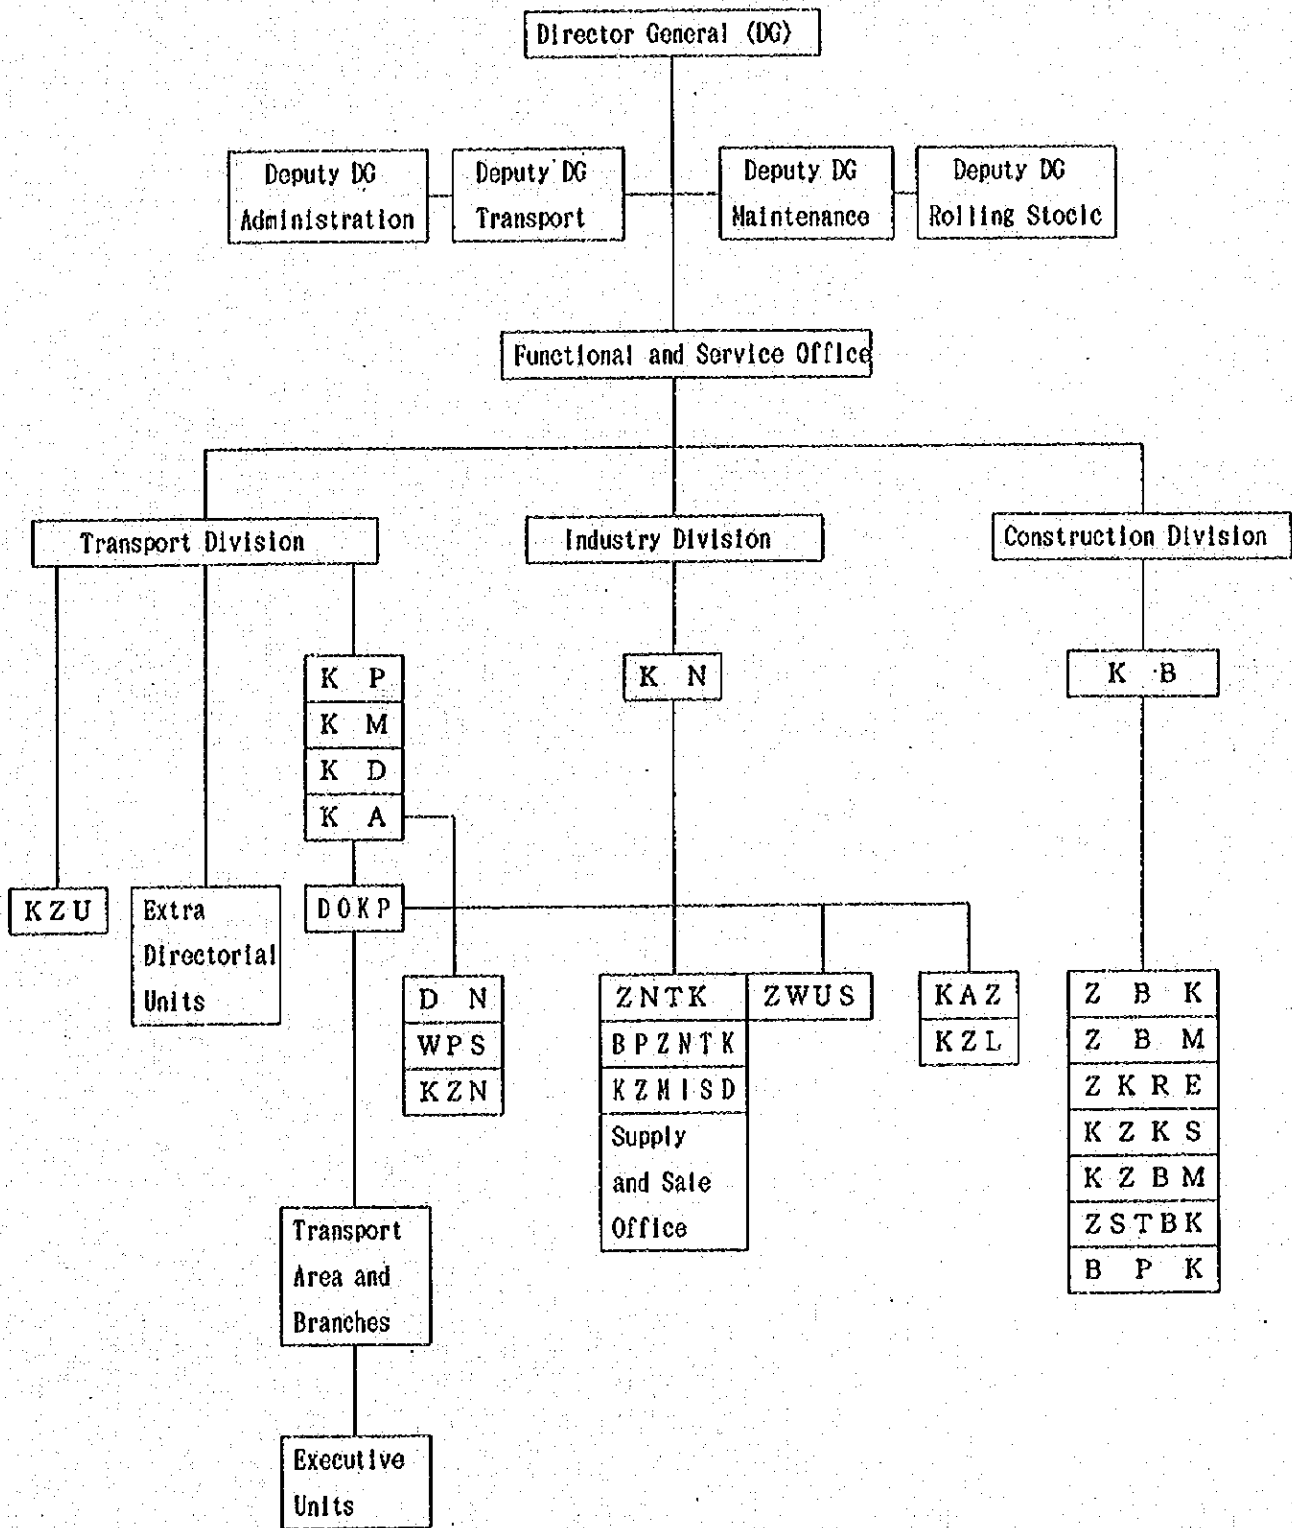 Director General (DG)
Deputy DG
Administration
Deputy DG
Transport
Deputy DG
Maintenance
Deputy DG
Rolling Stocic
Functional and Service Office
Transport Division
Industry Division
Construction Division
K P
K M
K D
K A
K N
K B
KZU
Extra
Directorial
Units
DOKP
D N
WPS
KZN
ZNTK
BPZNTK
KZMISD
Supply
and Sale
Office
ZWUS
KAZ
KZL
Z B K
Z B M
Z K R E
K Z K S
K Z B M
Z S T B K
B P K
Transport
Area and
Branches
Executive
Units